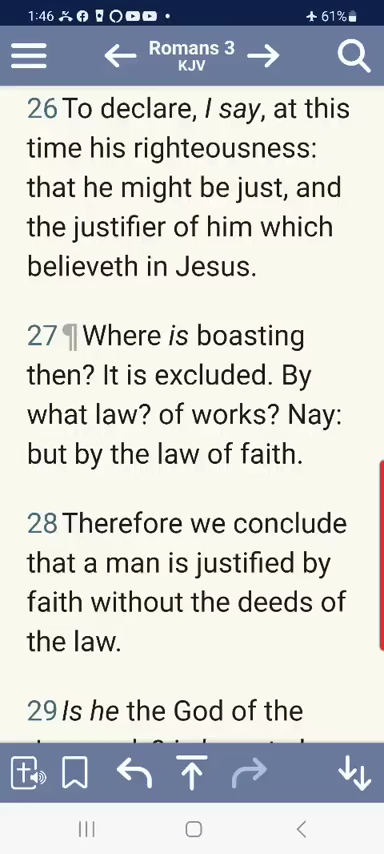 1:46
61%
Romans 3
KJV
26 To declare, I say, at this
time his righteousness:
that he might be just, and
the justifier of him which
believeth in Jesus.
27 ¶ Where is boasting
then? It is excluded. By
what law? of works? Nay:
but by the law of faith.
28 Therefore we conclude
that a man is justified by
faith without the deeds of
the law.
29 Is he the God of the